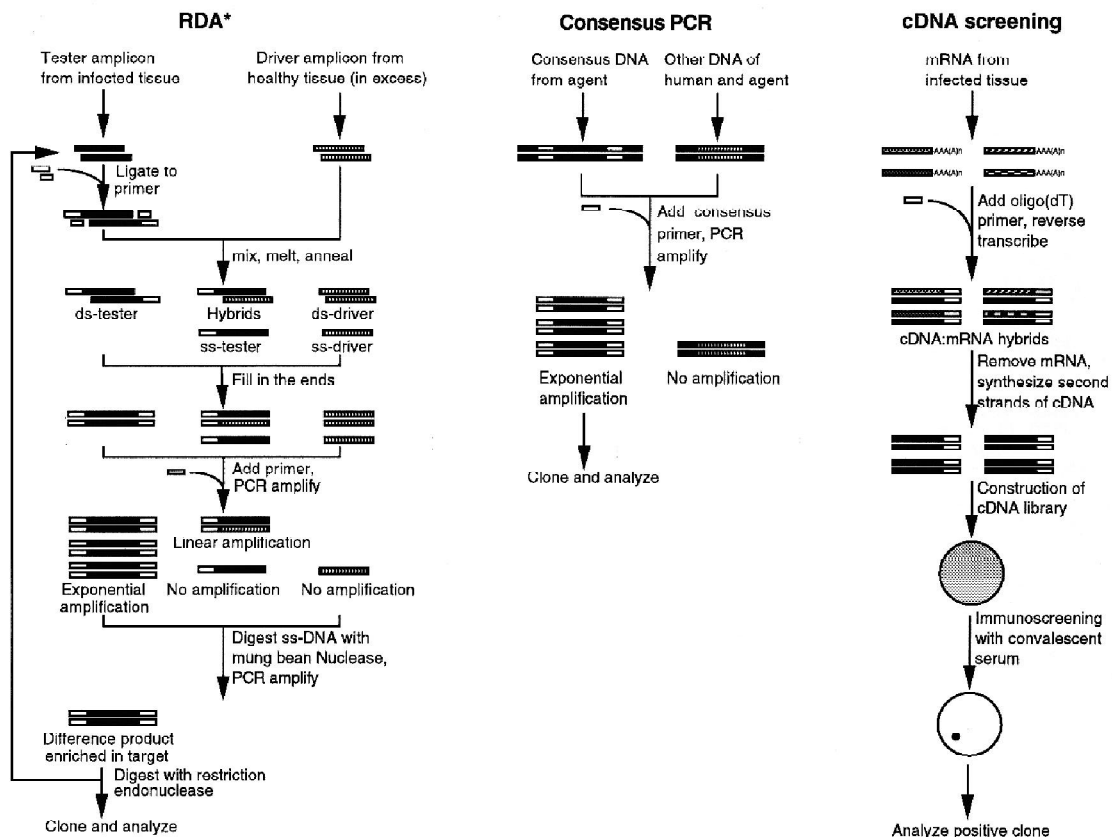 RDA*
Tester amplicon
from infected tissue
Driver amplicon from
healthy tissue (in excess)
Ligate to
primer
mix, melt, anneal
ds-tester
Hybrids
ds-driver
ss-tester
ss-driver
Fill in the ends
Add primer,
PCR amplify
Linear amplification
Exponential
amplification
No amplification
No amplification
Digest ss-DNA with
mung bean Nuclease,
PCR amplify
Difference product
enriched in target
Digest with restriction
endonuclease
Clone and analyze
Consensus PCR
Consensus DNA
from agent
Other DNA of
human and agent
Add consensus
primer, PCR
amplify
Exponential
amplification
No amplification
Clone and analyze
cDNA screening
mRNA from
infected tissue
AAA(A)n
AAA(A)n
AAA(A)n
AAA(A)n
Add oligo(dT)
primer, reverse
transcribe
cDNA:mRNA hybrids
Remove mRNA,
synthesize second
strands of cDNA
Construction of
cDNA library
Immunoscreening
with convalescent
serum
Analyze positive clone